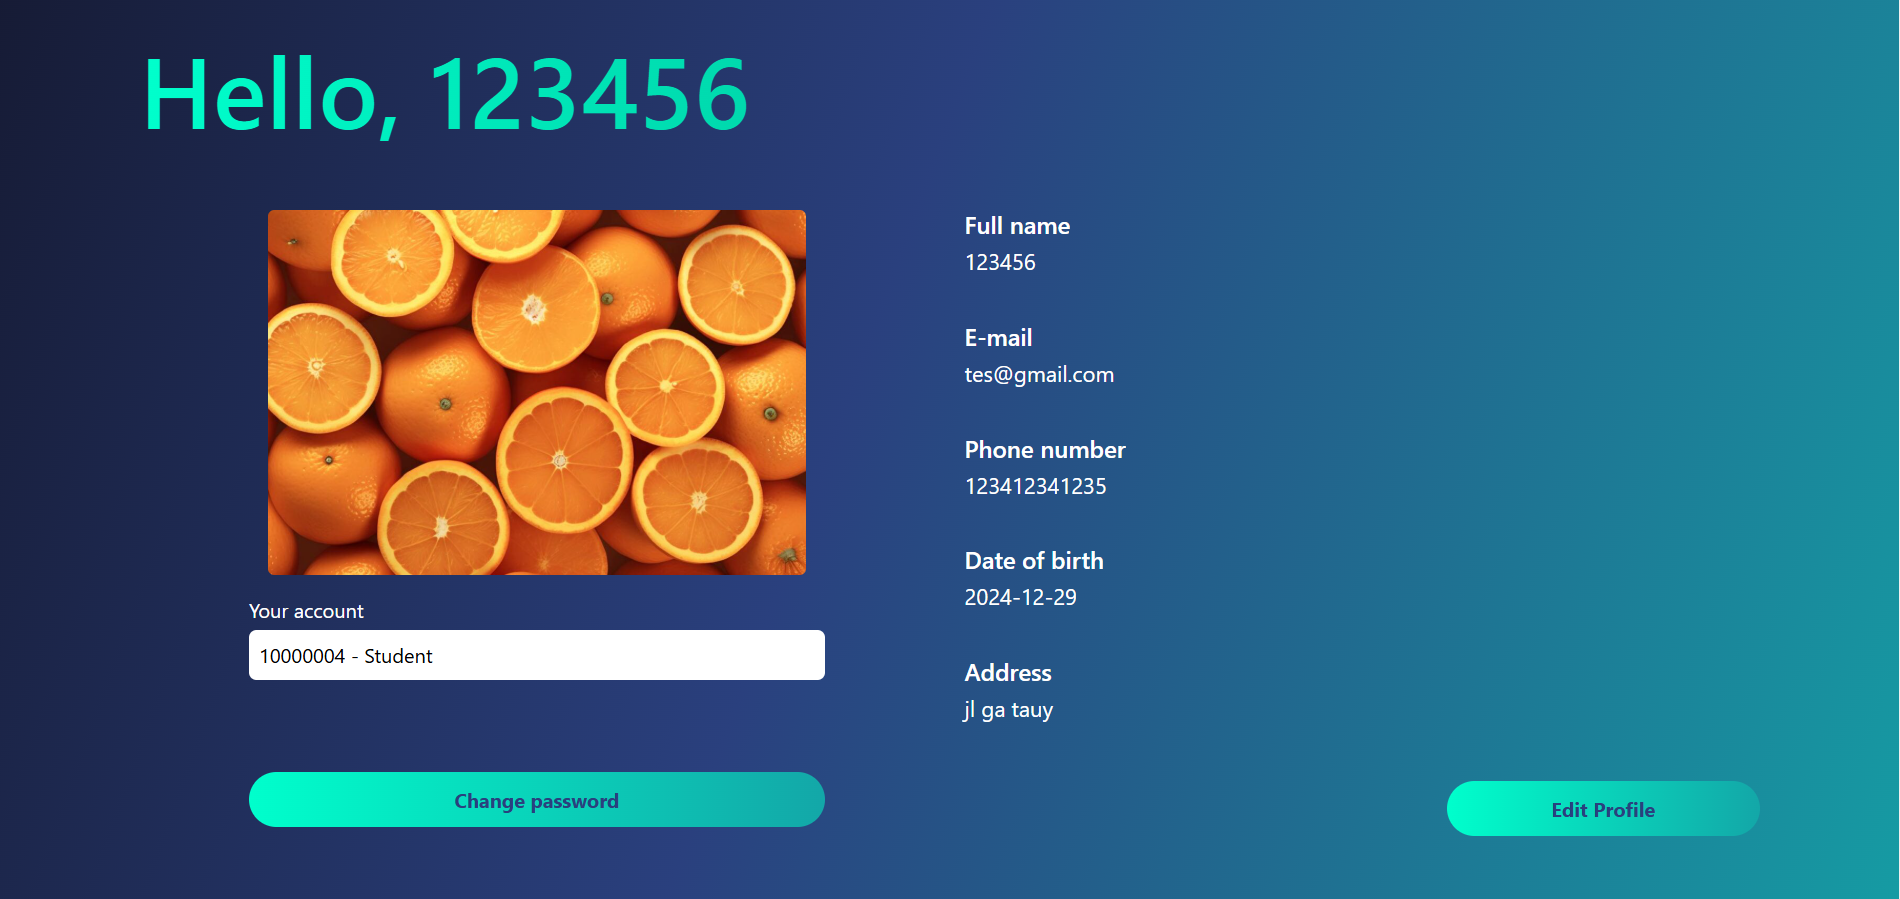 Hello, 123456
Your account
10000004 - Student
Change password
Full name
123456
E-mail
tes@gmail.com
Phone number
123412341235
Date of birth
2024-12-29
Address
jl ga tauy
Edit Profile